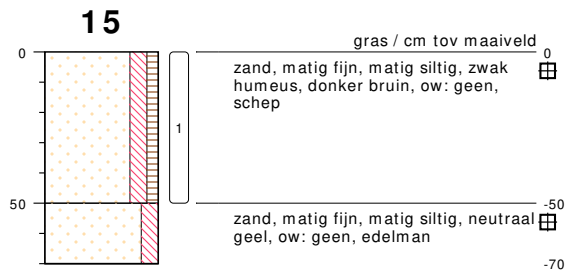 15
gras / cm tov maaiveld
0
0
zand, matig fijn, matig siltig, zwak
humeus, donker bruin, ow: geen,
schep
1
50
-50
zand, matig fijn, matig siltig, neutraal
geel, ow: geen, edelman
-70